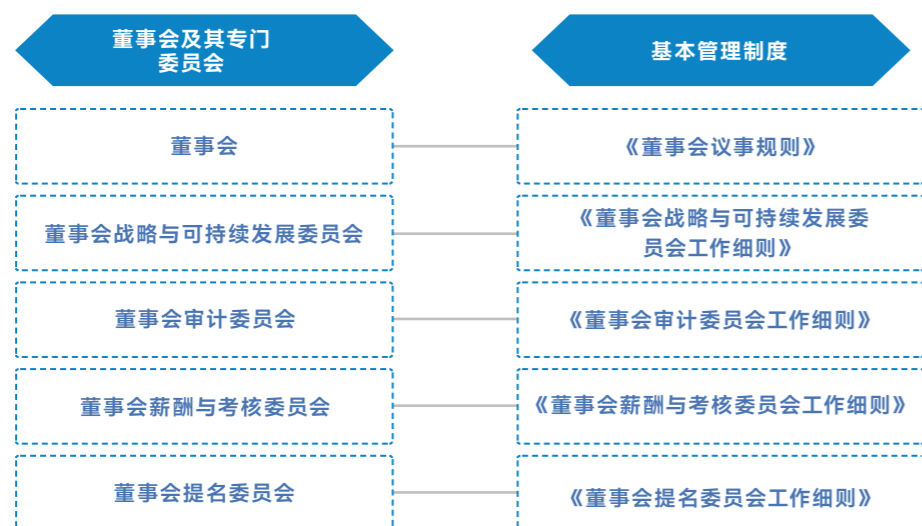 董事会及其专门
委员会
基本管理制度
董事会
《董事会议事规则》
董事会战略与可持续发展委员会
《董事会战略与可持续发展委
员会工作细则》
董事会审计委员会
《董事会审计委员会工作细则》
董事会薪酬与考核委员会
《董事会薪酬与考核委员会工作细则》
董事会提名委员会
《董事会提名委员会工作细则》